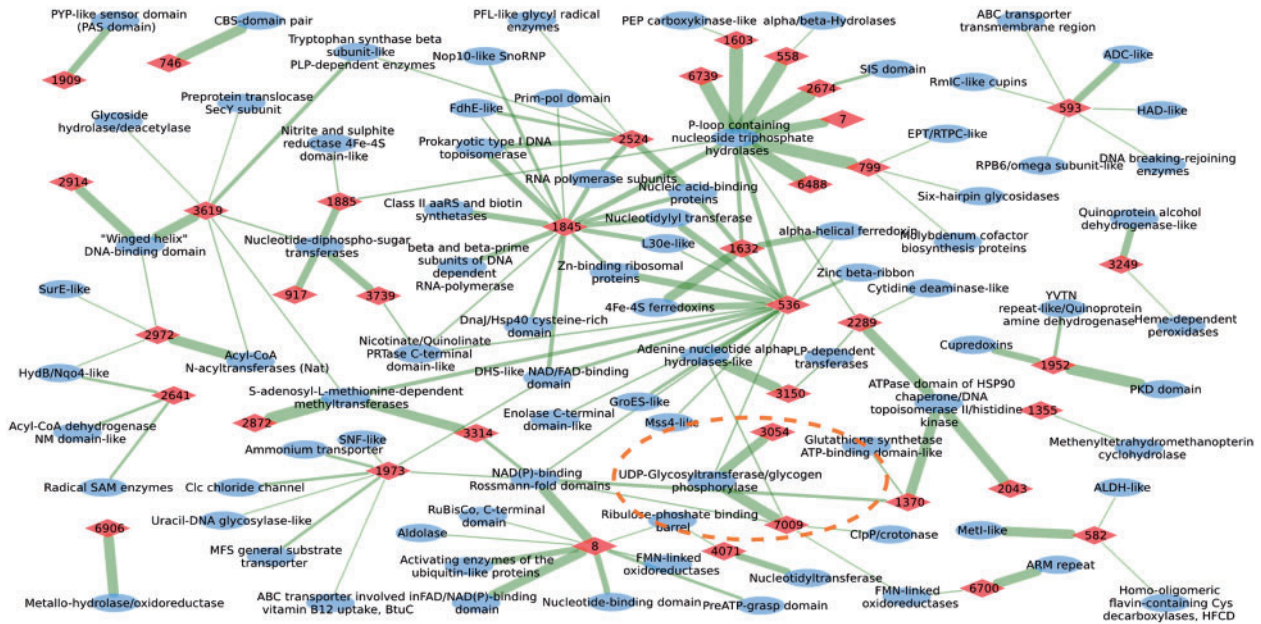 PYP-like sensor domain
(PAS domain)
1909
CBS-domain pair
746
PFL-like glycyl radical
enzymes
Tryptophan synthase beta
subunit-like
PLP-dependent enzymes
Nop10-like SnoRNP
PEP carboxykinase-like
1603
alpha/beta-Hydrolases
558
6739
2674
SIS domain
7
P-loop containing
nucleoside triphosphate
hydrolases
799
6488
EPT/RTPC-like
Six-hairpin glycosidases
Molybdenum cofactor
biosynthesis proteins
ABC transporter
transmembrane region
ADC-like
RmlC-like cupins
593
HAD-like
RPB6/omega subunit-like
DNA breaking-rejoining
enzymes
Glycoside
hydrolase/deacetylase
Preprotein translocase
SecY subunit
Nitrite and sulphite
reductase 4Fe-4S
domain-like
FdhE-like
Prim-pol domain
2524
Prokaryotic type I DNA
topoisomerase
2914
3619
1885
RNA polymerase subunits
Class II aaRS and biotin
synthetases
Nucleic acid-binding
proteins
Nucleotidylyl transferase
1845
L30e-like
1632
alpha-helical ferredoxin
Quinoprotein alcohol
dehydrogenase-like
3249
Heme-dependent
peroxidases
"Winged helix"
DNA-binding domain
Nucleotide-diphospho-sugar
transferases
beta and beta-prime
subunits of DNA
dependent
RNA-polymerase
Zn-binding ribosomal
proteins
Zinc beta-ribbon
Cytidine deaminase-like
917
3739
4Fe-4S ferredoxins
536
2289
YVTN
repeat-like/Quinoprotein
amine dehydrogenase
Cupredoxins
1952
PKD domain
SurE-like
2972
Acyl-CoA
N-acyltransferases (Nat)
DnaJ/Hsp40 cysteine-rich
domain
Nicotinate/Quinolinate
PRTase C-terminal
domain-like
DHS-like NAD/FAD-binding
domain
Adenine nucleotide alpha
hydrolases-like
PLP-dependent
transferases
HydB/Nqo4-like
2641
S-adenosyl-L-methionine-dependent
methyltransferases
GroES-like
3150
ATPase domain of HSP90
chaperone/DNA
topoisomerase II/histidine
kinase
1355
Acyl-CoA dehydrogenase
NM domain-like
2872
3314
Enolase C-terminal
domain-like
Mss4-like
3054
Glutathione synthetase
ATP-binding domain-like
Methenyltetrahydromethanopterin
cyclohydrolase
SNF-like
Ammonium transporter
1973
Radical SAM enzymes
Clc chloride channel
NAD(P)-binding
Rossmann-fold domains
UDP-Glycosyltransferase/glycogen
phosphorylase
1370
2043
ALDH-like
6906
Uracil-DNA glycosylase-like
RuBisCo, C-terminal
domain
Ribulose-phoshate binding
barrel
7009
ClpP/crotonase
MetI-like
582
Aldolase
8
MFS general substrate
transporter
Activating enzymes of the
ubiquitin-like proteins
4071
FMN-linked
oxidoreductases
Nucleotidyltransferase
6700
ARM repeat
FMN-linked
oxidoreductases
Metallo-hydrolase/oxidoreductase
ABC transporter involved in
vitamin B12 uptake, BtuC
FAD/NAD(P)-binding
domain
Nucleotide-binding domain
PreATP-grasp domain
Homo-oligomeric
flavin-containing Cys
decarboxylases, HFCD